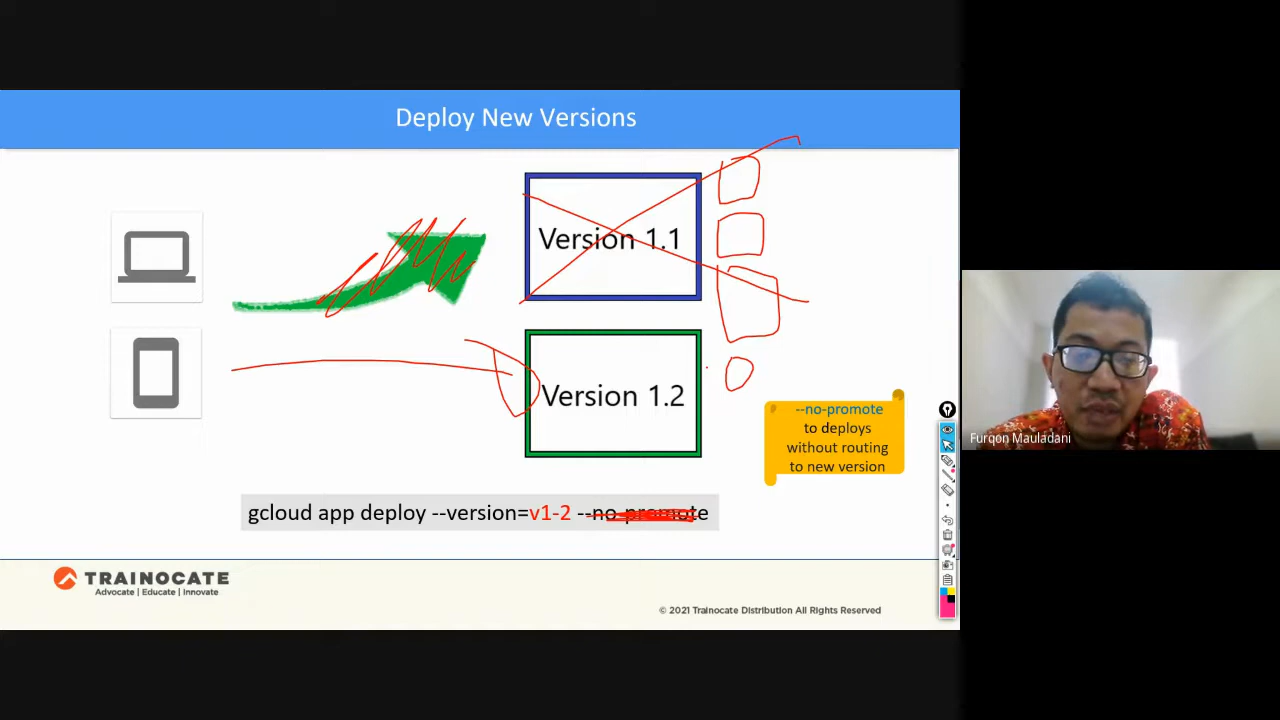 Deploy New Versions
Version 1.1
Version 1.2
--no-promote
to deploys
without routing
to new version
gcloud app deploy --version=v1-2 --no-promote
TRAINOCATE
Advocate | Educate | Innovate
© 2021 Trainocate Distribution All Rights Reserved
Furqon Mauladani